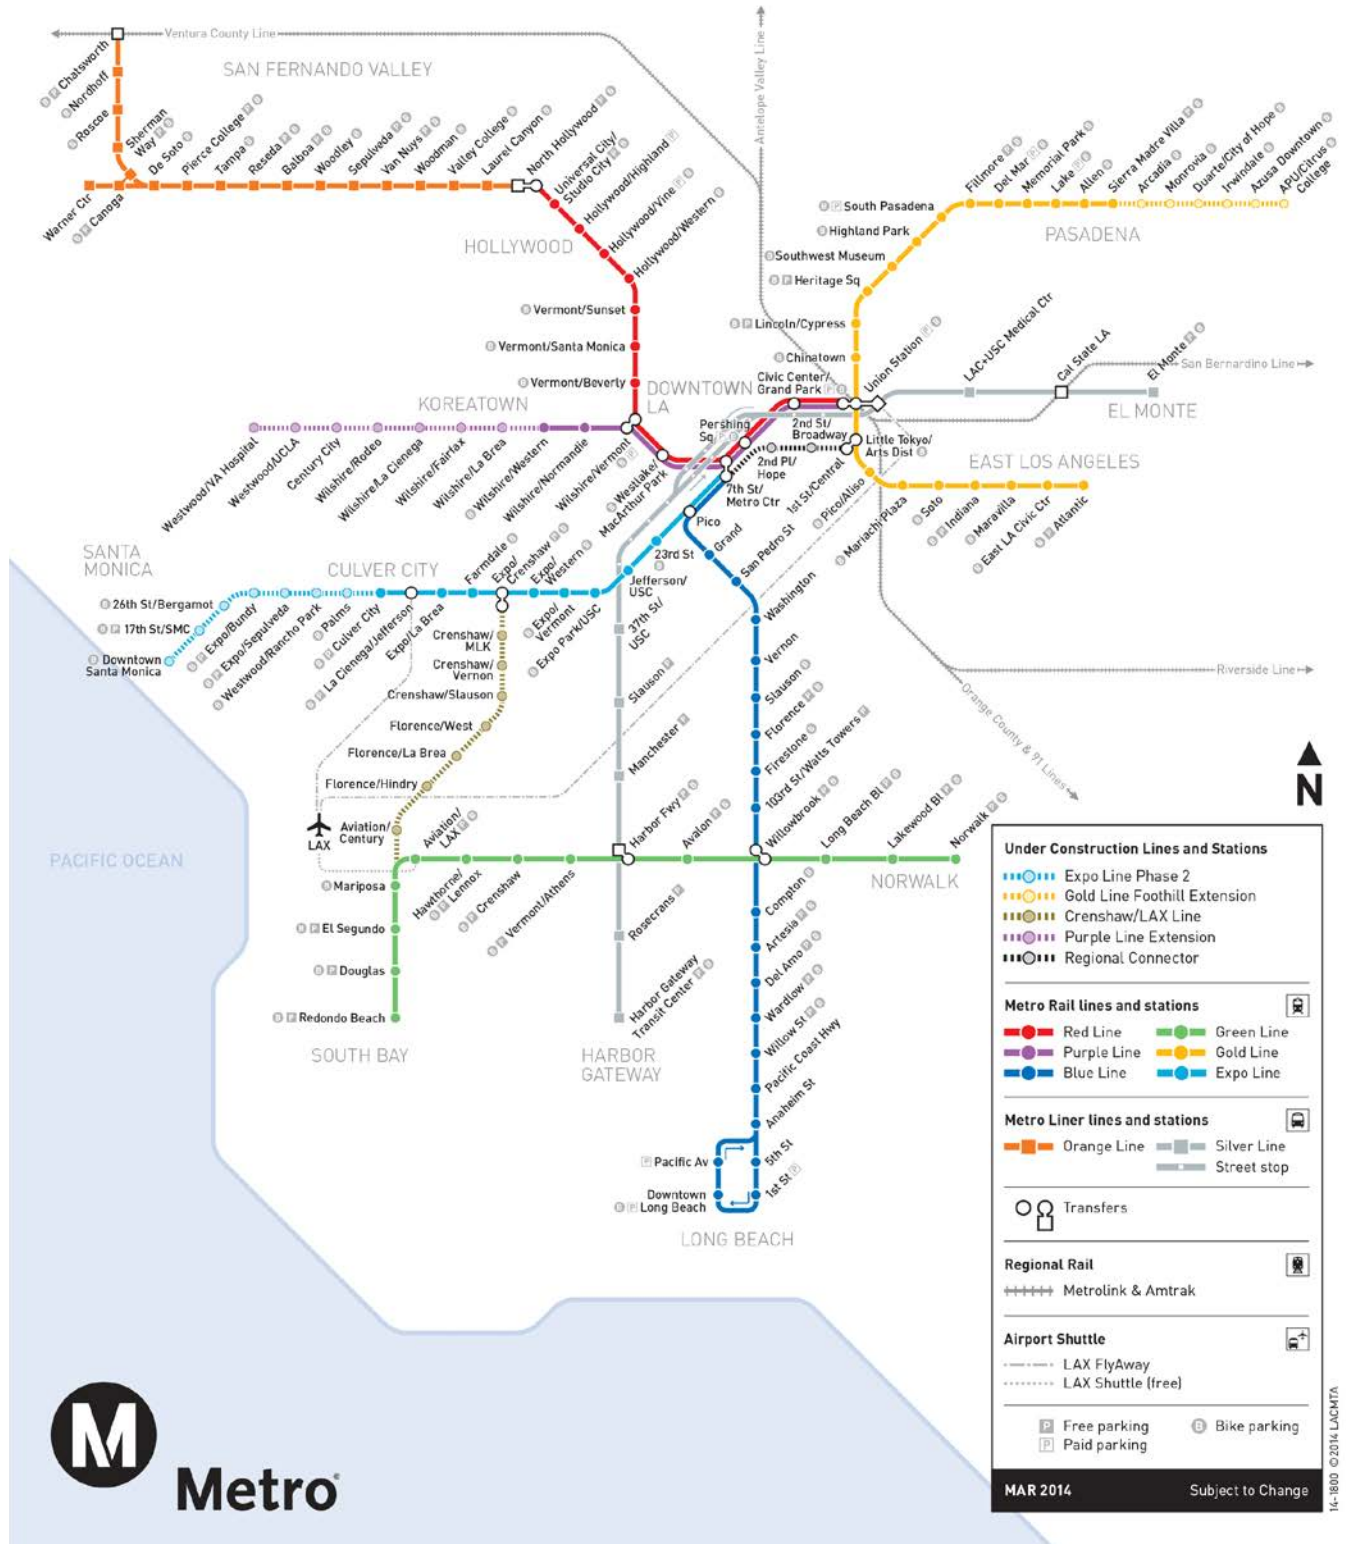 Ventura County Line
SAN FERNANDO VALLEY
Chatsworth
Nordhoff
Roscoe
Sherman
Way
Warner Ctr
Canoga
De Soto
Pierce College
Tampa
Reseda
Balboa
Woodley
Sepulveda
Van Nuys
Woodman
Valley College
Laurel Canyon
North Hollywood
Universal City/
Studio City
Hollywood/Highland
Hollywood/Vine
Hollywood/Western
HOLLYWOOD
Vermont/Sunset
Vermont/Santa Monica
Vermont/Beverly
Antelope Valley Line
Fillmore
Del Mar
Memorial Park
Lake
Allen
Sierra Madre Villa
Arcadia
Monrovia
Duarte/City of Hope
Irwindale
Azusa Downtown
APU/Citrus
College
PASADENA
South Pasadena
Highland Park
Southwest Museum
Heritage Sq
Lincoln/Cypress
Chinatown
Union Station
LAC+USC Medical Ctr
Cal State LA
El Monte
San Bernardino Line
EL MONTE
DOWNTOWN
LA
Civic Center/
Grand Park
Pershing
Sq
2nd St/
Broadway
2nd Pl/
Hope
Little Tokyo/
Arts Dist
7th St/
Metro Ctr
1st St/Central
EAST LOS ANGELES
Pico/Aliso
Mariachi Plaza
Soto
Indiana
Maravilla
East LA Civic Ctr
Atlantic
KOREATOWN
Westwood/VA Hospital
Westwood/UCLA
Century City
Wilshire/Rodeo
Wilshire/La Cienega
Wilshire/Fairfax
Wilshire/La Brea
Wilshire/Western
Wilshire/Normandie
Wilshire/Vermont
Westlake/
MacArthur Park
Pico
Grand
San Pedro St
Washington
Vernon
Slauson
Florence
Firestone
103rd St/Watts Towers
Willowbrook
SANTA
MONICA
CULVER CITY
26th St/Bergamot
17th St/SMC
Downtown
Santa Monica
Expo/Bundy
Expo/Sepulveda
Westwood/Rancho Park
Palms
Culver City
La Cienega/Jefferson
Expo/La Brea
Farmdale
Expo/
Crenshaw
Expo/
Western
Expo/
Vermont
Expo Park/USC
Jefferson/
USC
23rd St
37th St/
USC
Slauson
Manchester
Harbor Fwy
Rosecrans
Harbor Gateway
Transit Center
HARBOR
GATEWAY
Crenshaw/
MLK
Crenshaw/
Vernon
Crenshaw/Slauson
Florence/West
Florence/La Brea
Florence/Hindry
Aviation/
Century
LAX
Aviation/
LAX
Mariposa
El Segundo
Douglas
Redondo Beach
SOUTH BAY
Hawthorne/
Lennox
Crenshaw
Vermont/Athens
Avalon
Long Beach Bl
Lakewood Bl
Norwalk
NORWALK
Compton
Artesia
Del Amo
Wardlow
Willow St
Pacific Coast Hwy
Anaheim St
5th St
1st St
Pacific Av
Downtown
Long Beach
LONG BEACH
Riverside Line
Orange County & 91 Lines
PACIFIC OCEAN
N
Under Construction Lines and Stations
Expo Line Phase 2
Gold Line Foothill Extension
Crenshaw/LAX Line
Purple Line Extension
Regional Connector
Metro Rail lines and stations
Red Line
Green Line
Purple Line
Gold Line
Blue Line
Expo Line
Metro Liner lines and stations
Orange Line
Silver Line
Street stop
Transfers
Regional Rail
Metrolink & Amtrak
Airport Shuttle
LAX FlyAway
LAX Shuttle (free)
P Free parking
B Bike parking
P Paid parking
MAR 2014
Subject to Change
14-1800 ©2014 LACMTA
M
Metro